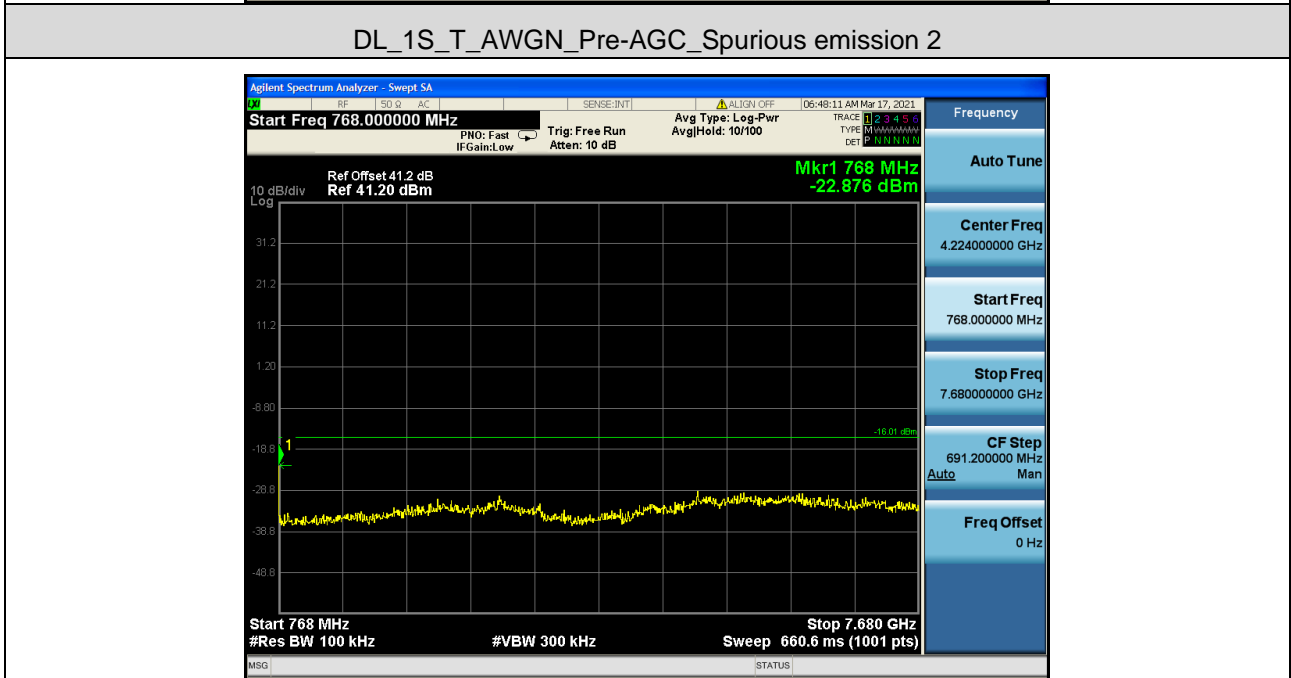 DL_1S_T_AWGN_Pre-AGC_Spurious emission 2
Agilent Spectrum Analyzer - Swept SA
LXI RF 50 Ω AC SENSE:INT ALIGN OFF 06:48:11 AM Mar 17, 2021
Start Freq 768.000000 MHz
PNO: Fast
IFGain:Low
Trig: Free Run
Atten: 10 dB
Avg Type: Log-Pwr
Avg|Hold: 10/100
TRACE 1 2 3 4 5 6
TYPE M WWWWW
DET P N N N N N
Ref Offset 41.2 dB
10 dB/div Ref 41.20 dBm
Log
Mkr1 768 MHz
-22.876 dBm
31.2
21.2
11.2
1.20
-8.80
-18.8
-28.8
-38.8
-48.8
1
-16.01 dBm
Start 768 MHz
Stop 7.680 GHz
#Res BW 100 kHz
#VBW 300 kHz
Sweep 660.6 ms (1001 pts)
MSG
STATUS
Frequency
Auto Tune
Center Freq
4.224000000 GHz
Start Freq
768.000000 MHz
Stop Freq
7.680000000 GHz
CF Step
691.200000 MHz
Auto Man
Freq Offset
0 Hz